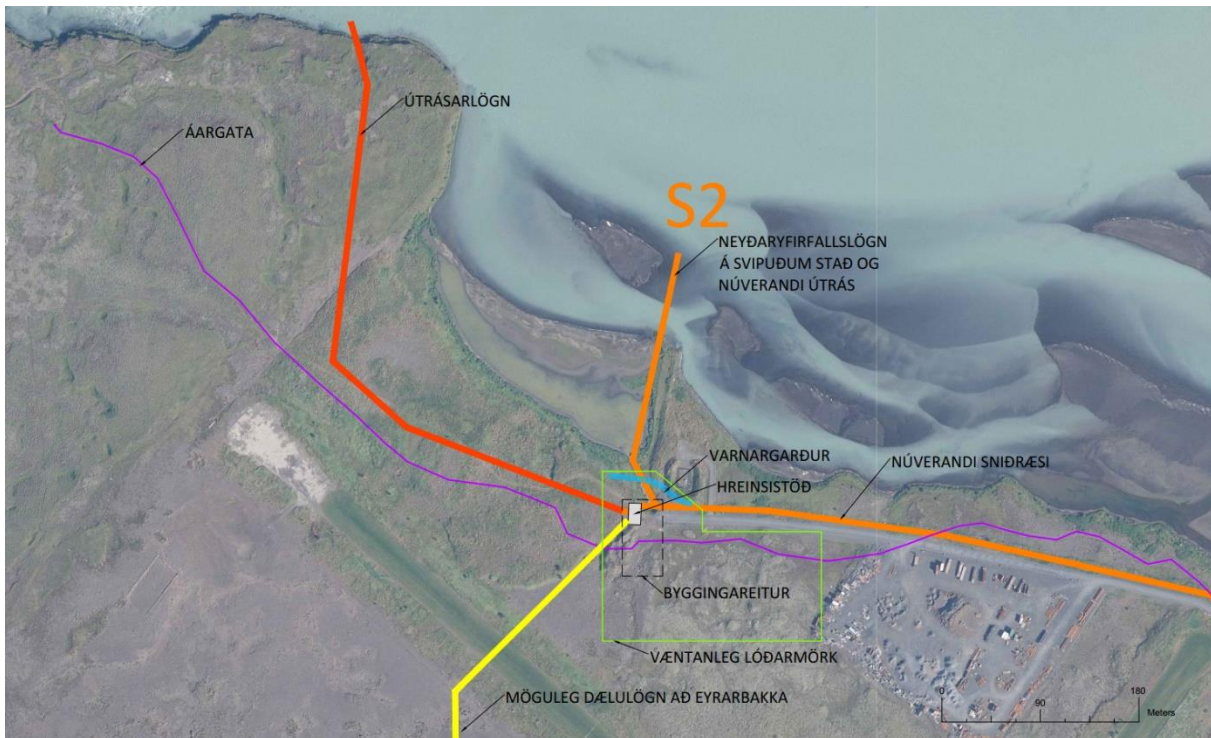 ÚTRÁSARLÖGN
ÁARGATA
S2
NEYÐARYFIRFALLSLÖGN
Á SVIPUÐUM STAÐ OG
NÚVERANDI ÚTRÁS
VARNARGARÐUR
NÚVERANDI SNIÐRÆSI
HREINSISTÖÐ
BYGGINGAREITUR
VÆNTANLEG LÓÐARMÖRK
MÖGULEG DÆLULÖGN AÐ EYRARBAKKA
0 90 180
Meters